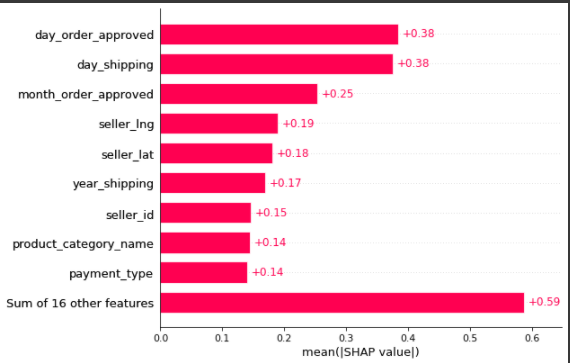 day_order_approved +0.38
day_shipping +0.38
month_order_approved +0.25
seller_lng +0.19
seller_lat +0.18
year_shipping +0.17
seller_id +0.15
product_category_name +0.14
payment_type +0.14
Sum of 16 other features +0.59
0.0 0.1 0.2 0.3 0.4 0.5 0.6
mean(|SHAP value|)